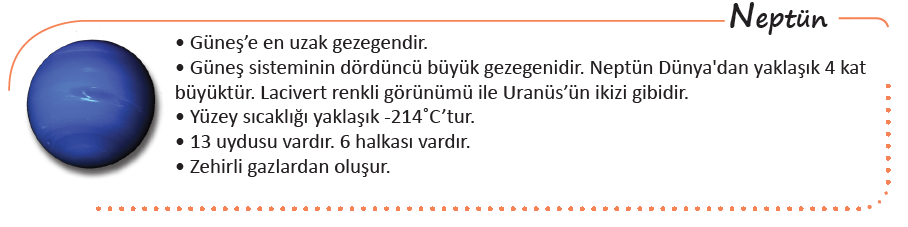 Neptün
• Güneş’e en uzak gezegendir.
• Güneş sisteminin dördüncü büyük gezegenidir. Neptün Dünya'dan yaklaşık 4 kat
büyüktür. Lacivert renkli görünümü ile Uranüs’ün ikizi gibidir.
• Yüzey sıcaklığı yaklaşık -214˚C’tur.
• 13 uydusu vardır. 6 halkası vardır.
• Zehirli gazlardan oluşur.